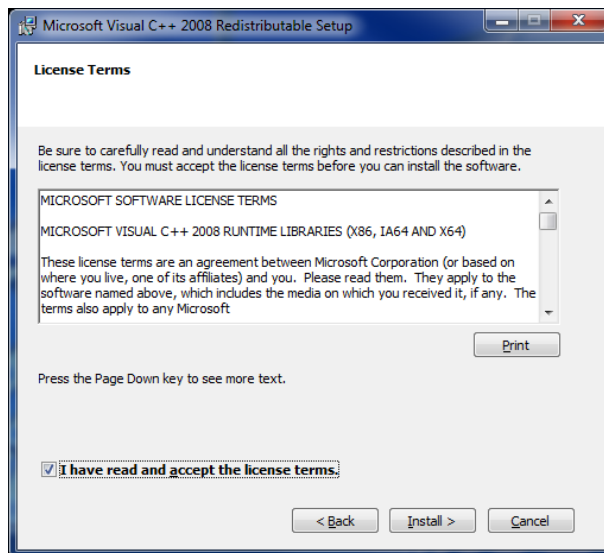 Microsoft Visual C++ 2008 Redistributable Setup
License Terms
Be sure to carefully read and understand all the rights and restrictions described in the
license terms. You must accept the license terms before you can install the software.
MICROSOFT SOFTWARE LICENSE TERMS
MICROSOFT VISUAL C++ 2008 RUNTIME LIBRARIES (X86, IA64 AND X64)
These license terms are an agreement between Microsoft Corporation (or based on
where you live, one of its affiliates) and you.  Please read them.  They apply to the
software named above, which includes the media on which you received it, if any.  The
terms also apply to any Microsoft
Print
Press the Page Down key to see more text.
I have read and accept the license terms.
< Back
Install >
Cancel